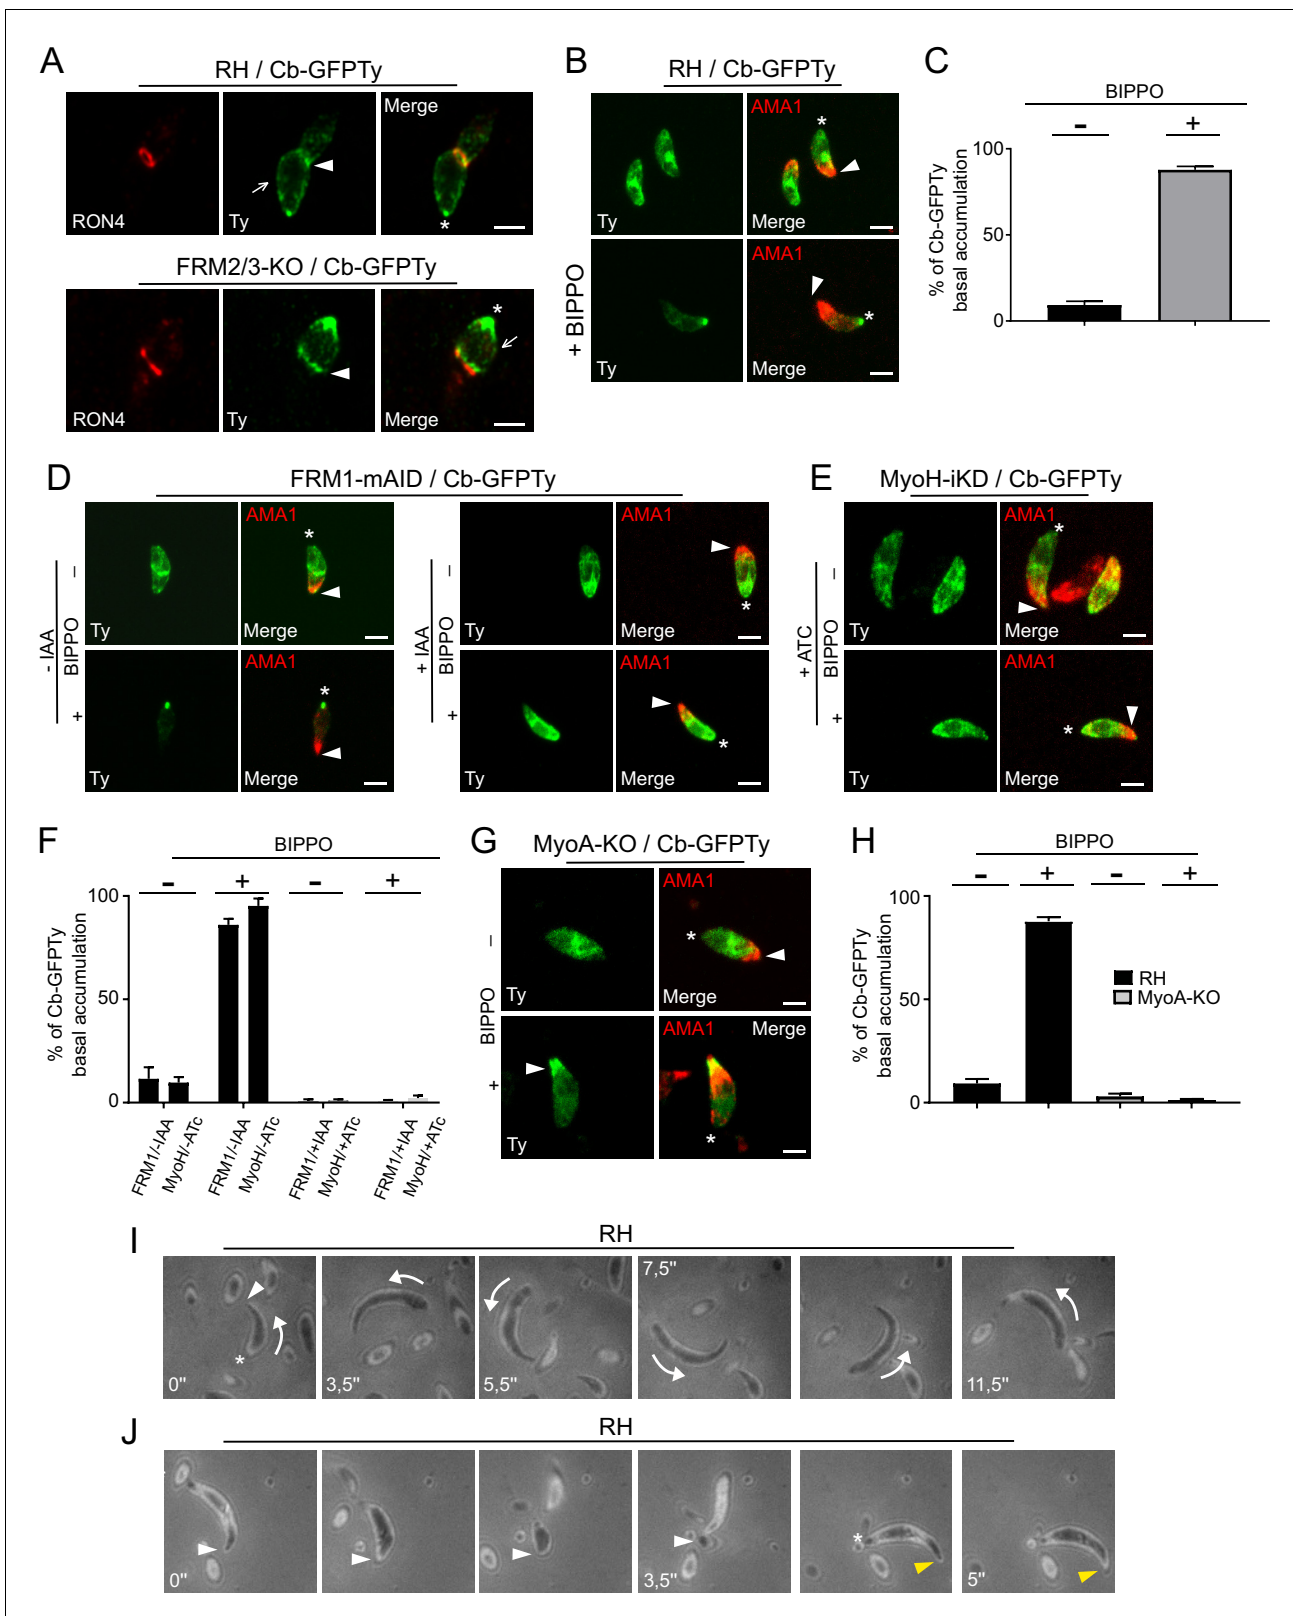 A
RH / Cb-GFPTy
RON4
Ty
Merge
*
FRM2/3-KO / Cb-GFPTy
RON4
Ty
Merge
*
B
RH / Cb-GFPTy
Ty
AMA1
*
Merge
+ BIPPO
Ty
AMA1
*
Merge
C
BIPPO
- +
% of Cb-GFPTy
basal accumulation
100
50
0
D
FRM1-mAID / Cb-GFPTy
- IAA
BIPPO
–
+
Ty
AMA1
*
Merge
Ty
AMA1
*
Merge
+ IAA
BIPPO
–
+
Ty
AMA1
*
Merge
Ty
AMA1
*
Merge
E
MyoH-iKD / Cb-GFPTy
+ ATC
BIPPO
–
+
Ty
AMA1
*
Merge
Ty
AMA1
*
Merge
F
BIPPO
- + - +
% of Cb-GFPTy
basal accumulation
100
50
0
FRM1/-IAA
MyoH/-ATc
FRM1/-IAA
MyoH/-ATc
FRM1/+IAA
MyoH/+ATc
FRM1/+IAA
MyoH/+ATc
G
MyoA-KO / Cb-GFPTy
BIPPO
–
+
Ty
AMA1
*
Merge
Ty
AMA1
Merge
*
H
BIPPO
- + - +
% of Cb-GFPTy
basal accumulation
100
50
0
RH
MyoA-KO
I
RH
*
0"
3,5"
5,5"
7,5"
11,5"
J
RH
0"
3,5"
*
5"